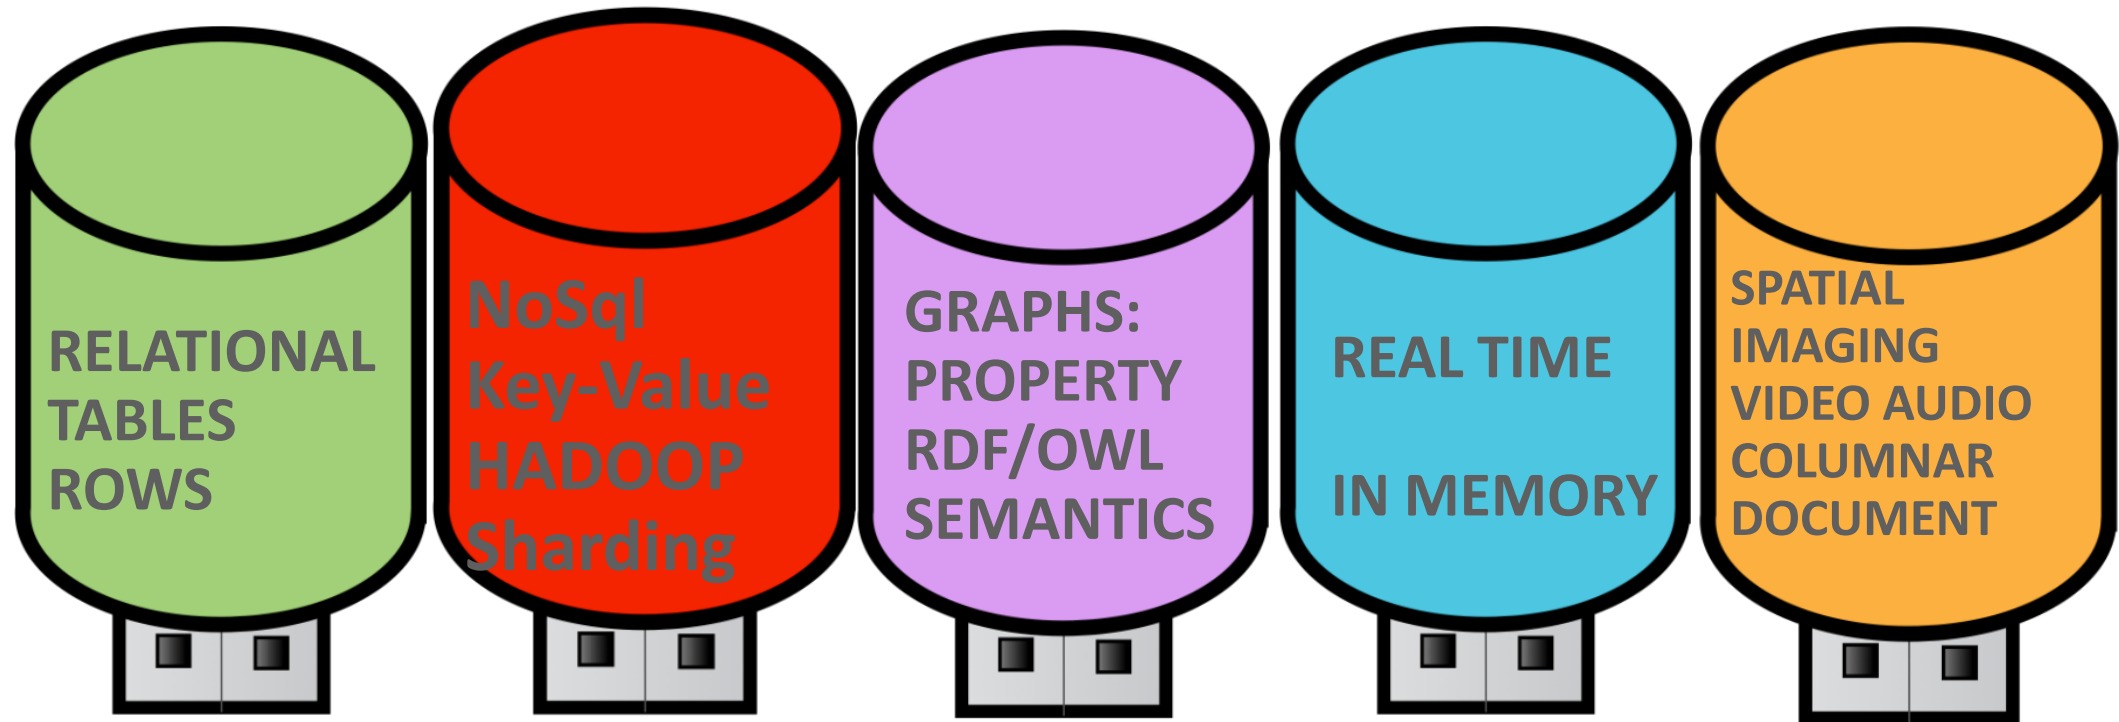 RELATIONAL
TABLES
ROWS
NoSql
Key-Value
HADOOP
Sharding
GRAPHS:
PROPERTY
RDF/OWL
SEMANTICS
REAL TIME
IN MEMORY
SPATIAL
IMAGING
VIDEO AUDIO
COLUMNAR
DOCUMENT